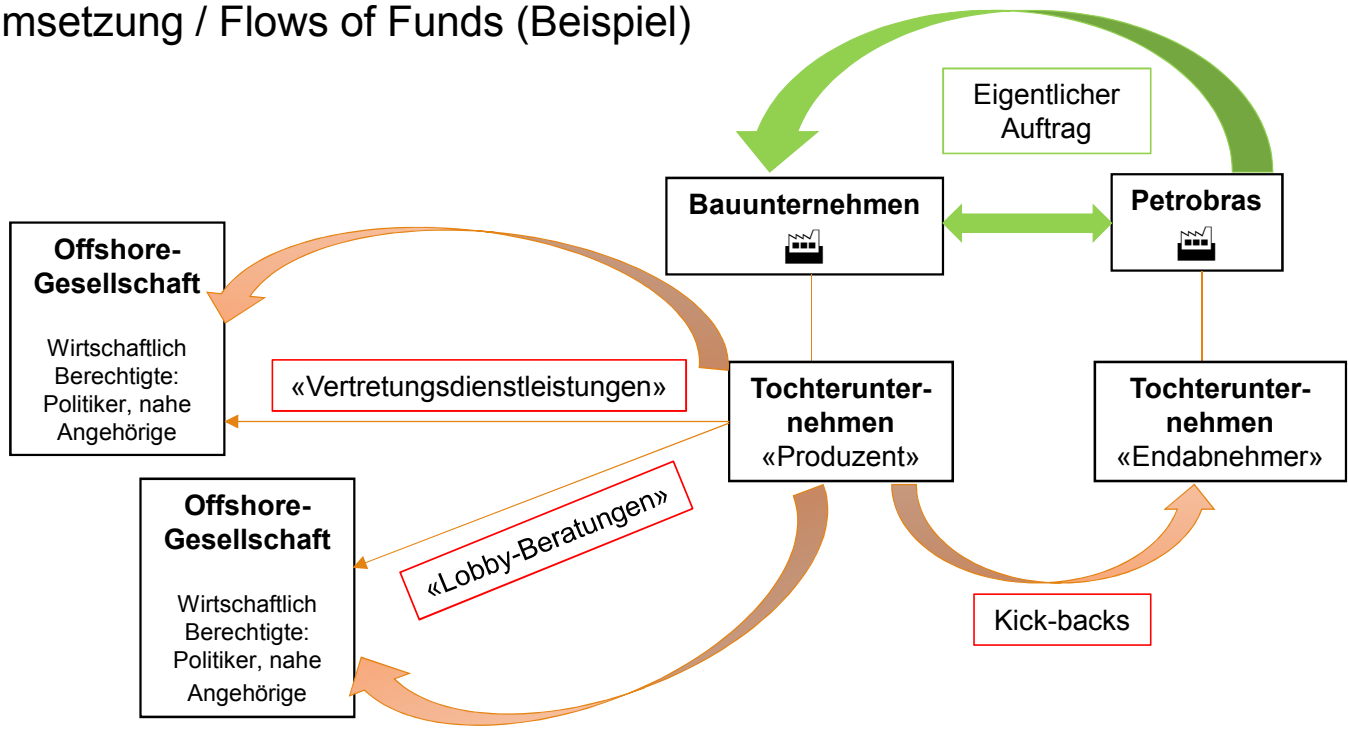 msetzung / Flows of Funds (Beispiel)
Eigentlicher
Auftrag
Bauunternehmen
Petrobras
Offshore-
Gesellschaft
Wirtschaftlich
Berechtigte:
Politiker, nahe
Angehörige
«Vertretungsdienstleistungen»
Tochterunter-
nehmen
«Produzent»
Tochterunter-
nehmen
«Endabnehmer»
Offshore-
Gesellschaft
Wirtschaftlich
Berechtigte:
Politiker, nahe
Angehörige
«Lobby-Beratungen»
Kick-backs